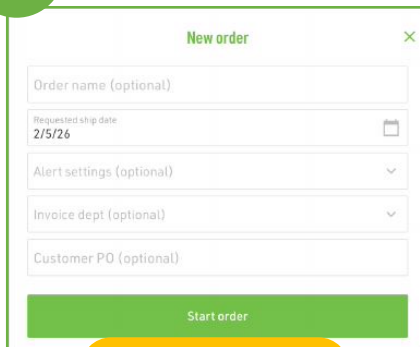 New order
Order name (optional)
Requested ship date
2/5/26
Alert settings (optional)
Invoice dept (optional)
Customer PO (optional)
Start order